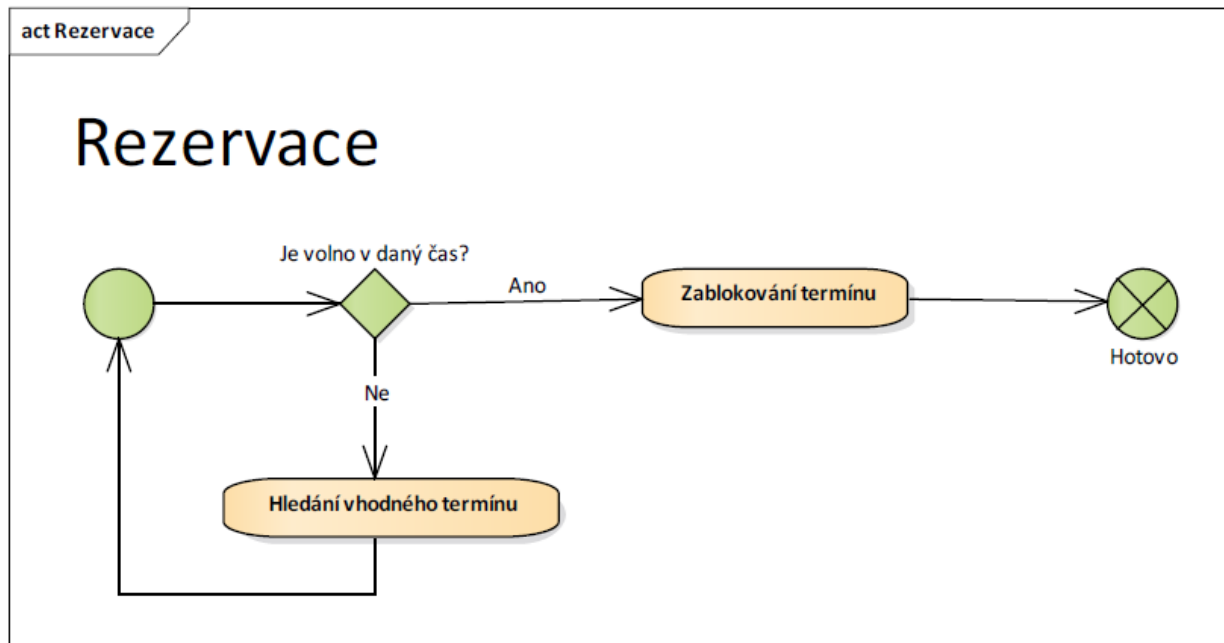 act Rezervace
Rezervace
Je volno v daný čas?
Ano
Zablokování termínu
Hotovo
Ne
Hledání vhodného termínu